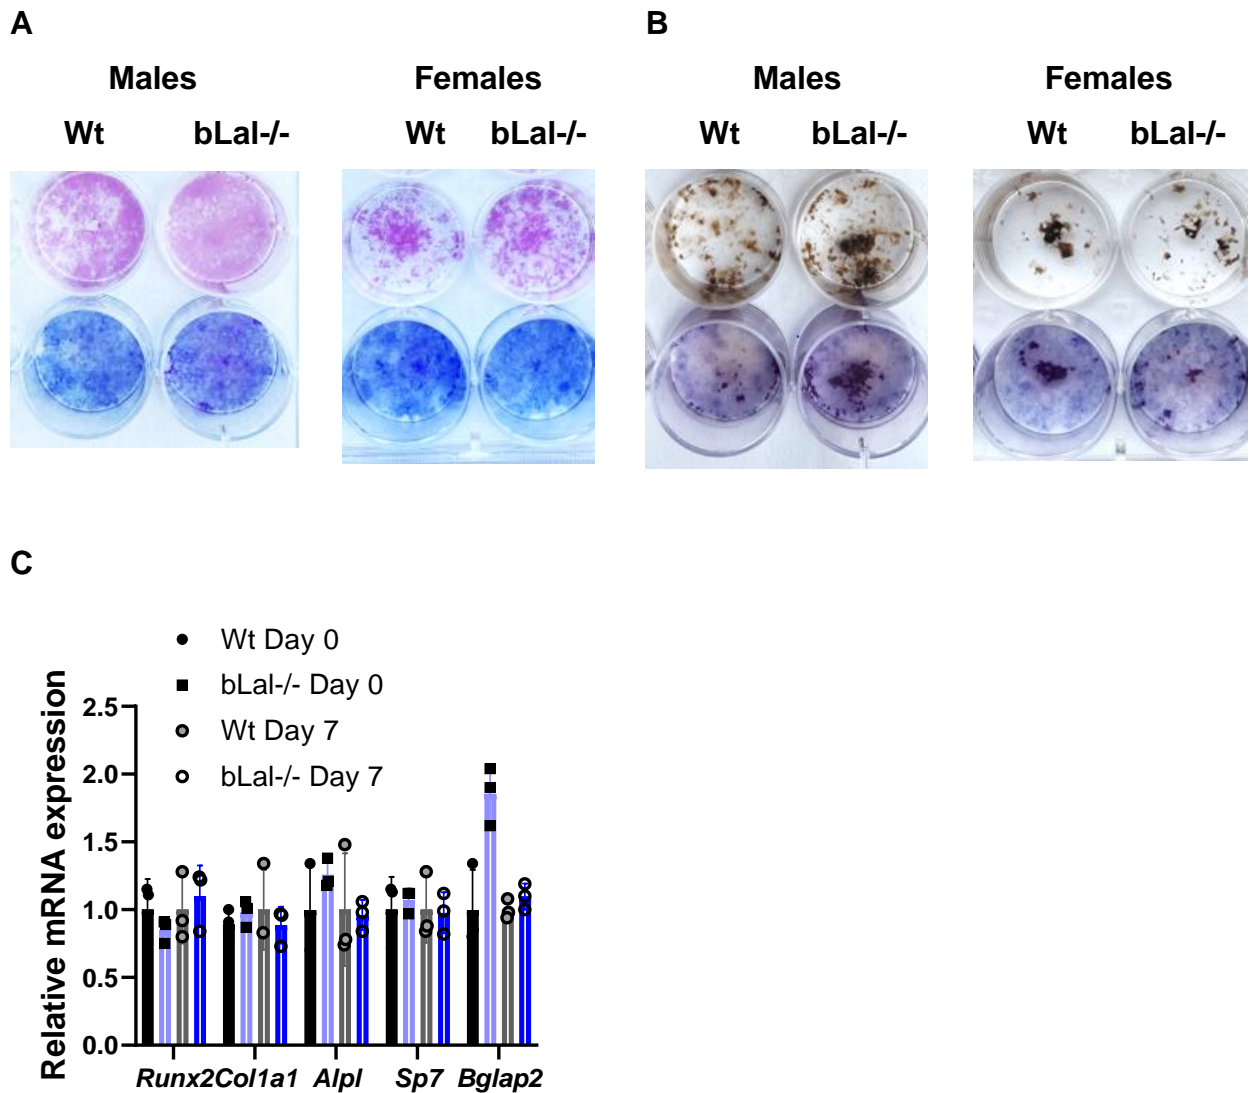 A
B
Males
Females
Males
Females
Wt
bLal-/-
Wt
bLal-/-
Wt
bLal-/-
Wt
bLal-/-
C
Wt Day 0
bLal-/- Day 0
Wt Day 7
bLal-/- Day 7
Relative mRNA expression
2.5
2.0
1.5
1.0
0.5
0.0
Runx2
Col1a1
Alpl
Sp7
Bglap2